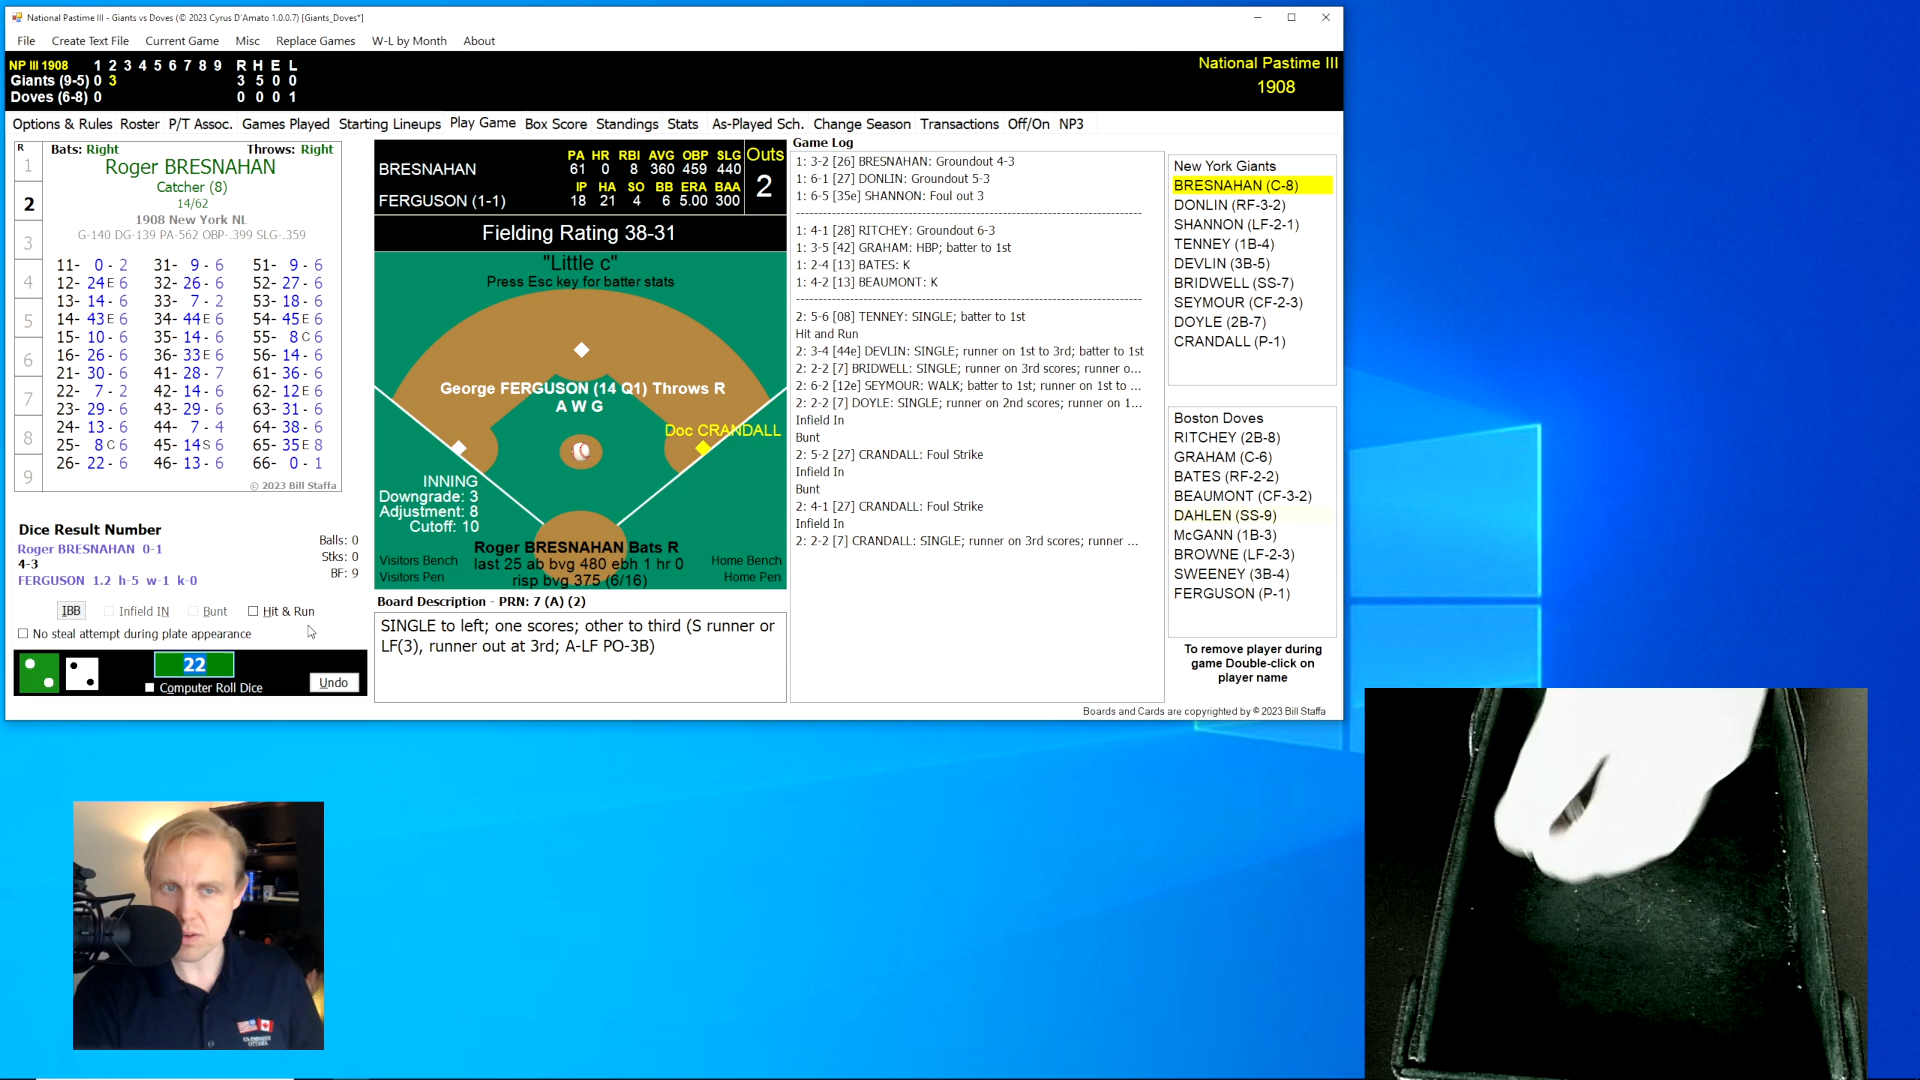 National Pastime III - Giants vs Doves (© 2023 Cyrus D'Amato 1.0.0.7) [Giants_Doves*]
File Create Text File Current Game Misc Replace Games W-L by Month About
NP III 1908 1 2 3 4 5 6 7 8 9 R H E L
Giants (9-5) 0 3 3 5 0 0
Doves (6-8) 0 0 0 0 1
National Pastime III
1908
Options & Rules Roster P/T Assoc. Games Played Starting Lineups Play Game Box Score Standings Stats As-Played Sch. Change Season Transactions Off/On NP3
R
1
2
3
4
5
6
7
8
9
Bats: Right Throws: Right
Roger BRESNAHAN
Catcher (8)
14/62
1908 New York NL
G-140 DG-139 PA-562 OBP-.399 SLG-.359
11- 0 - 2 31- 9 - 6 51- 9 - 6
12- 24 E 6 32- 26 - 6 52- 27 - 6
13- 14 - 6 33- 7 - 2 53- 18 - 6
14- 43 E 6 34- 44 E 6 54- 45 E 6
15- 10 - 6 35- 14 - 6 55- 8 C 6
16- 26 - 6 36- 33 E 6 56- 14 - 6
21- 30 - 6 41- 28 - 7 61- 36 - 6
22- 7 - 2 42- 14 - 6 62- 12 E 6
23- 29 - 6 43- 29 - 6 63- 31 - 6
24- 13 - 6 44- 7 - 4 64- 38 - 6
25- 8 C 6 45- 14 S 6 65- 35 E 8
26- 22 - 6 46- 13 - 6 66- 0 - 1
© 2023 Bill Staffa
Dice Result Number
Roger BRESNAHAN 0-1
4-3
FERGUSON 1.2 h-5 w-1 k-0
Balls: 0
Stks: 0
BF: 9
IBB Infield IN Bunt Hit & Run
No steal attempt during plate appearance
22
Computer Roll Dice
Undo
PA HR RBI AVG OBP SLG
BRESNAHAN 61 0 8 360 459 440
IP HA SO BB ERA BAA
FERGUSON (1-1) 18 21 4 6 5.00 300
Outs
2
Fielding Rating 38-31
"Little c"
Press Esc key for batter stats
George FERGUSON (14 Q1) Throws R
A W G
Doc CRANDALL
INNING
Downgrade: 3
Adjustment: 8
Cutoff: 10
Roger BRESNAHAN Bats R
last 25 ab bvg 480 ebh 1 hr 0
risp bvg 375 (6/16)
Visitors Bench
Visitors Pen
Home Bench
Home Pen
Board Description - PRN: 7 (A) (2)
SINGLE to left; one scores; other to third (S runner or
LF(3), runner out at 3rd; A-LF PO-3B)
Game Log
1: 3-2 [26] BRESNAHAN: Groundout 4-3
1: 6-1 [27] DONLIN: Groundout 5-3
1: 6-5 [35e] SHANNON: Foul out 3
1: 4-1 [28] RITCHEY: Groundout 6-3
1: 3-5 [42] GRAHAM: HBP; batter to 1st
1: 2-4 [13] BATES: K
1: 4-2 [13] BEAUMONT: K
2: 5-6 [08] TENNEY: SINGLE; batter to 1st
Hit and Run
2: 3-4 [44e] DEVLIN: SINGLE; runner on 1st to 3rd; batter to 1st
2: 2-2 [7] BRIDWELL: SINGLE; runner on 3rd scores; runner o...
2: 6-2 [12e] SEYMOUR: WALK; batter to 1st; runner on 1st to ...
2: 2-2 [7] DOYLE: SINGLE; runner on 2nd scores; runner on 1...
Infield In
Bunt
2: 5-2 [27] CRANDALL: Foul Strike
Infield In
Bunt
2: 4-1 [27] CRANDALL: Foul Strike
Infield In
2: 2-2 [7] CRANDALL: SINGLE; runner on 3rd scores; runner ...
New York Giants
BRESNAHAN (C-8)
DONLIN (RF-3-2)
SHANNON (LF-2-1)
TENNEY (1B-4)
DEVLIN (3B-5)
BRIDWELL (SS-7)
SEYMOUR (CF-2-3)
DOYLE (2B-7)
CRANDALL (P-1)
Boston Doves
RITCHEY (2B-8)
GRAHAM (C-6)
BATES (RF-2-2)
BEAUMONT (CF-3-2)
DAHLEN (SS-9)
McGANN (1B-3)
BROWNE (LF-2-3)
SWEENEY (3B-4)
FERGUSON (P-1)
To remove player during
game Double-click on
player name
Boards and Cards are copyrighted by © 2023 Bill Staffa